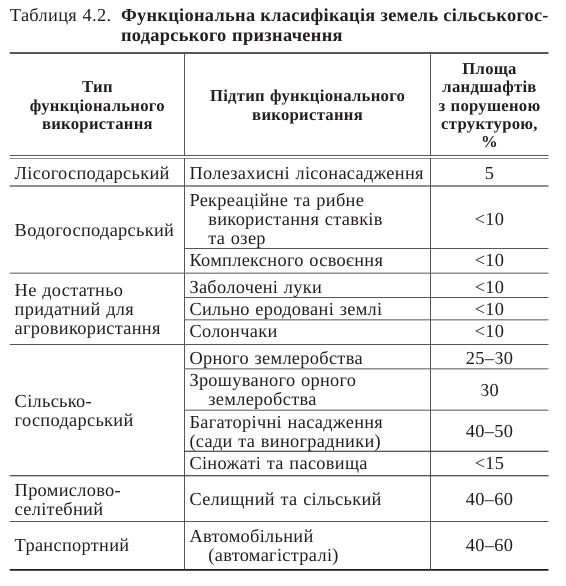 Таблиця 4.2. Функціональна класифікація земель сільськогос-
подарського призначення
Тип
функціонального
використання
Підтип функціонального
використання
Площа
ландшафтів
з порушеною
структурою,
%
Лісогосподарський
Полезахисні лісонасадження
5
Водогосподарський
Рекреаційне та рибне
використання ставків
та озер
<10
Комплексного освоєння
<10
Не достатньо
придатний для
агровикористання
Заболочені луки
<10
Сильно еродовані землі
<10
Солончаки
<10
Сільсько-
господарський
Орного землеробства
25–30
Зрошуваного орного
землеробства
30
Багаторічні насадження
(сади та виноградники)
40–50
Сіножаті та пасовища
<15
Промислово-
селітебний
Селищний та сільський
40–60
Транспортний
Автомобільний
(автомагістралі)
40–60